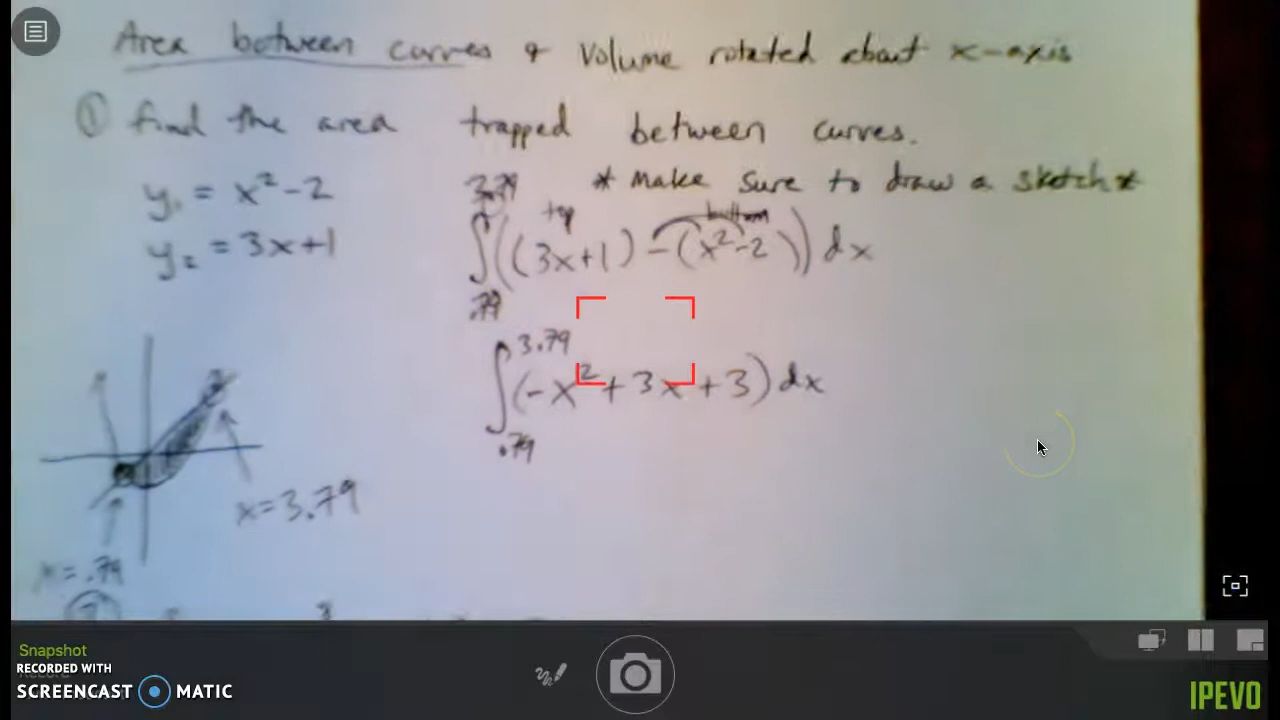 Area between curves & Volume rotated about x-axis
① find the area trapped between curves.
* Make sure to draw a sketch *
y₁ = x² - 2
y₂ = 3x + 1
3.79
top
bottom
∫((3x+1) - (x² - 2)) dx
.79
3.79
∫(-x² + 3x + 3) dx
.79
x = 3.79
x = .79
②
Snapshot
RECORDED WITH
SCREENCAST MATIC
IPEVO